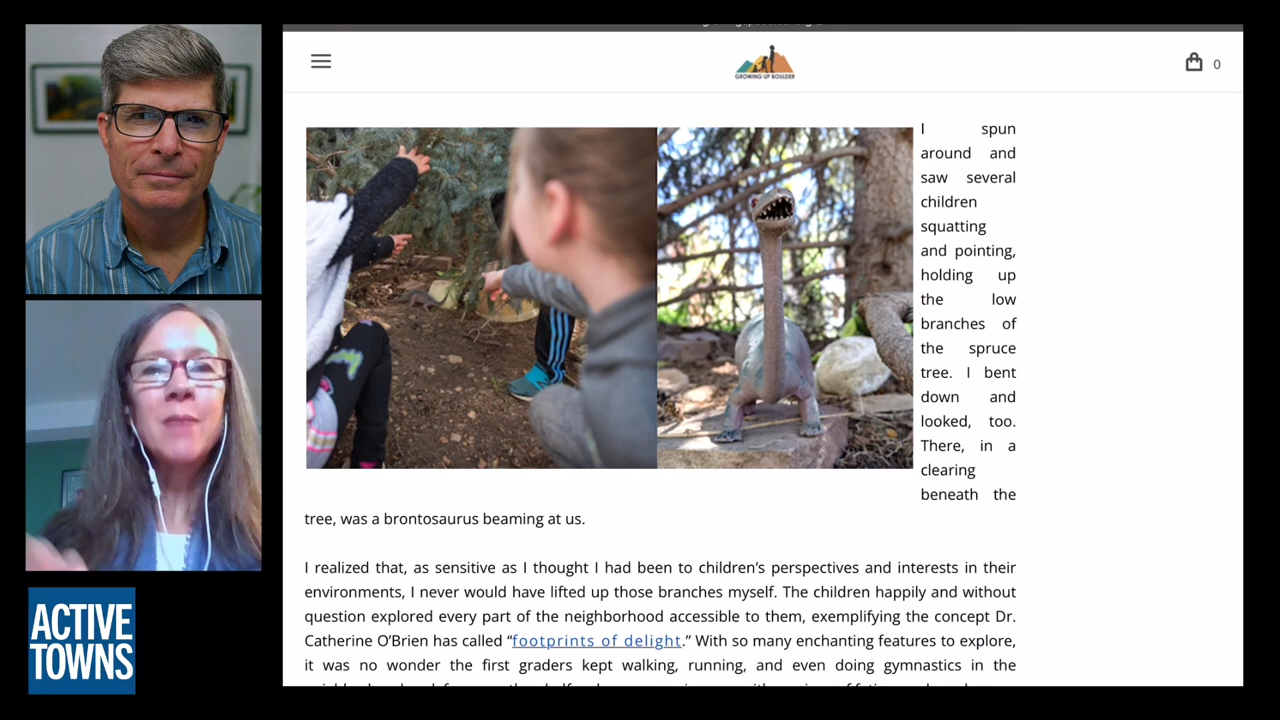 GROWING UP BOULDER
0
I spun
around and
saw several
children
squatting
and pointing,
holding up
the low
branches of
the spruce
tree. I bent
down and
looked, too.
There, in a
clearing
beneath the
tree, was a brontosaurus beaming at us.
I realized that, as sensitive as I thought I had been to children’s perspectives and interests in their
environments, I never would have lifted up those branches myself. The children happily and without
question explored every part of the neighborhood accessible to them, exemplifying the concept Dr.
Catherine O’Brien has called “footprints of delight.” With so many enchanting features to explore,
it was no wonder the first graders kept walking, running, and even doing gymnastics in the
ACTIVE
TOWNS